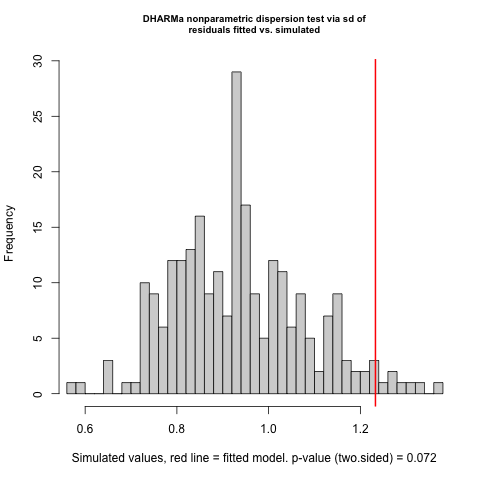 DHARMa nonparametric dispersion test via sd of
residuals fitted vs. simulated
30
25
20
15
10
5
0
Frequency
0.6 0.8 1.0 1.2
Simulated values, red line = fitted model. p-value (two.sided) = 0.072